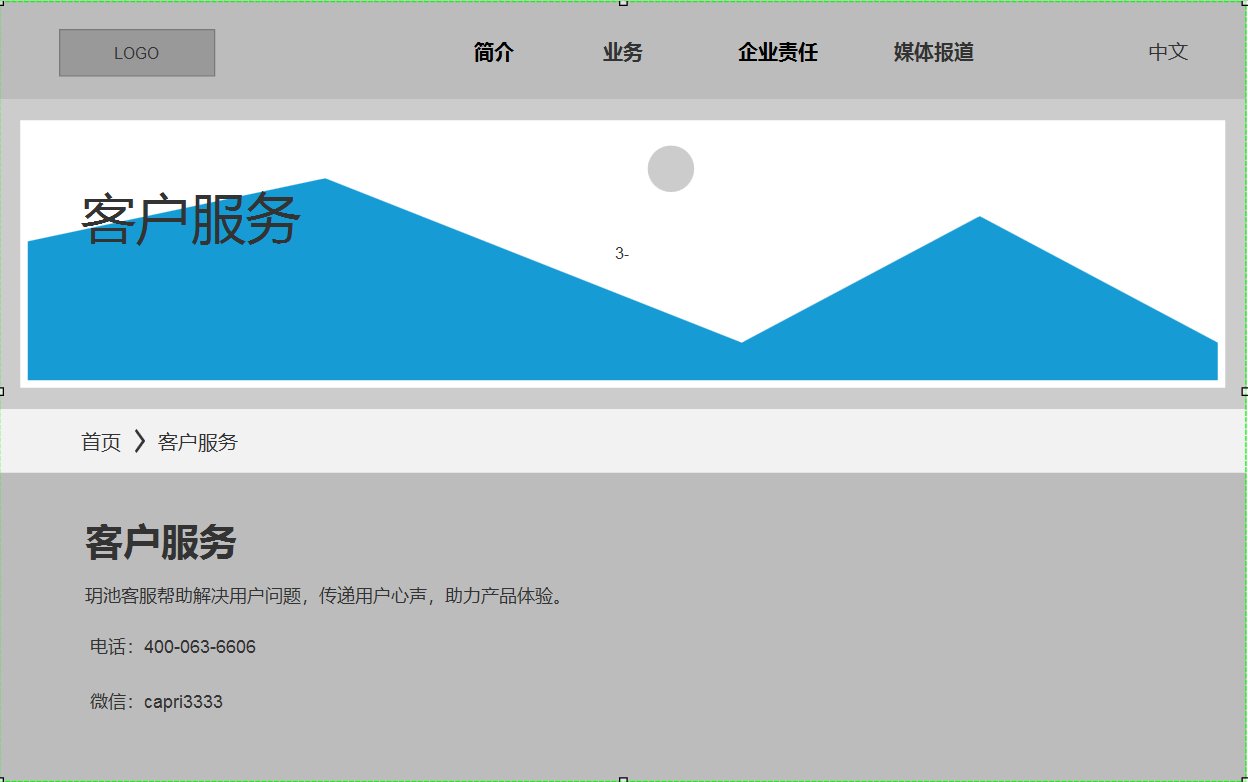 LOGO 简介 业务 企业责任 媒体报道 中文
客户服务
3-
首页 > 客户服务
客户服务
玥池客服帮助解决用户问题，传递用户心声，助力产品体验。
电话：400-063-6606
微信：capri3333